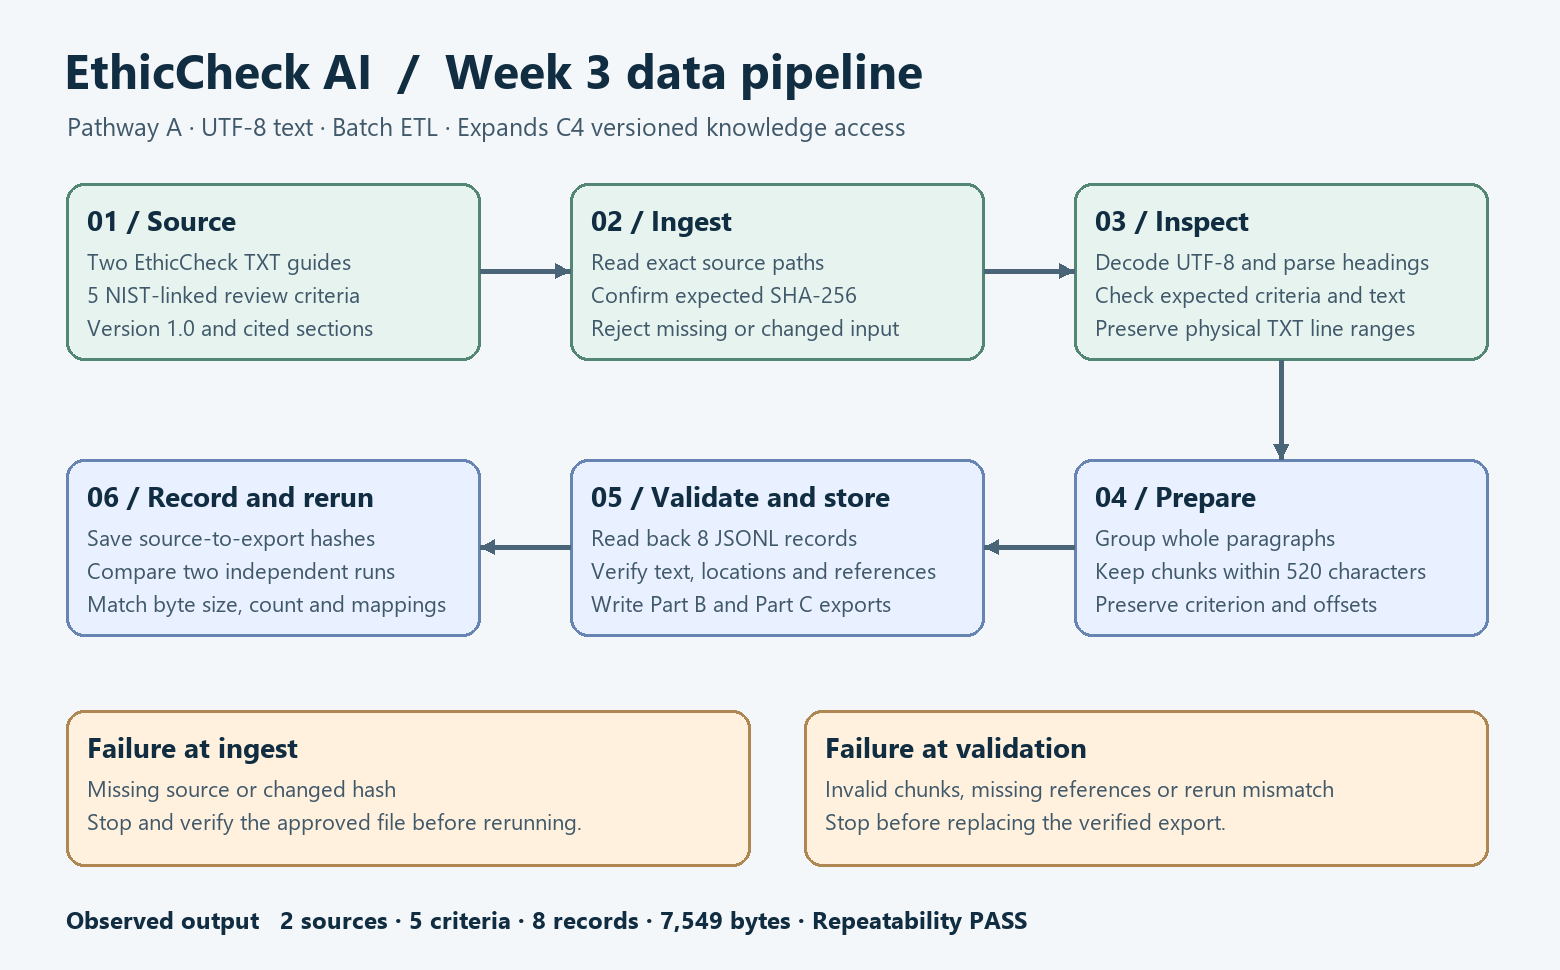 EthicCheck AI / Week 3 data pipeline
Pathway A · UTF-8 text · Batch ETL · Expands C4 versioned knowledge access
01 / Source
Two EthicCheck TXT guides
5 NIST-linked review criteria
Version 1.0 and cited sections
02 / Ingest
Read exact source paths
Confirm expected SHA-256
Reject missing or changed input
03 / Inspect
Decode UTF-8 and parse headings
Check expected criteria and text
Preserve physical TXT line ranges
06 / Record and rerun
Save source-to-export hashes
Compare two independent runs
Match byte size, count and mappings
05 / Validate and store
Read back 8 JSONL records
Verify text, locations and references
Write Part B and Part C exports
04 / Prepare
Group whole paragraphs
Keep chunks within 520 characters
Preserve criterion and offsets
Failure at ingest
Missing source or changed hash
Stop and verify the approved file before rerunning.
Failure at validation
Invalid chunks, missing references or rerun mismatch
Stop before replacing the verified export.
Observed output 2 sources · 5 criteria · 8 records · 7,549 bytes · Repeatability PASS